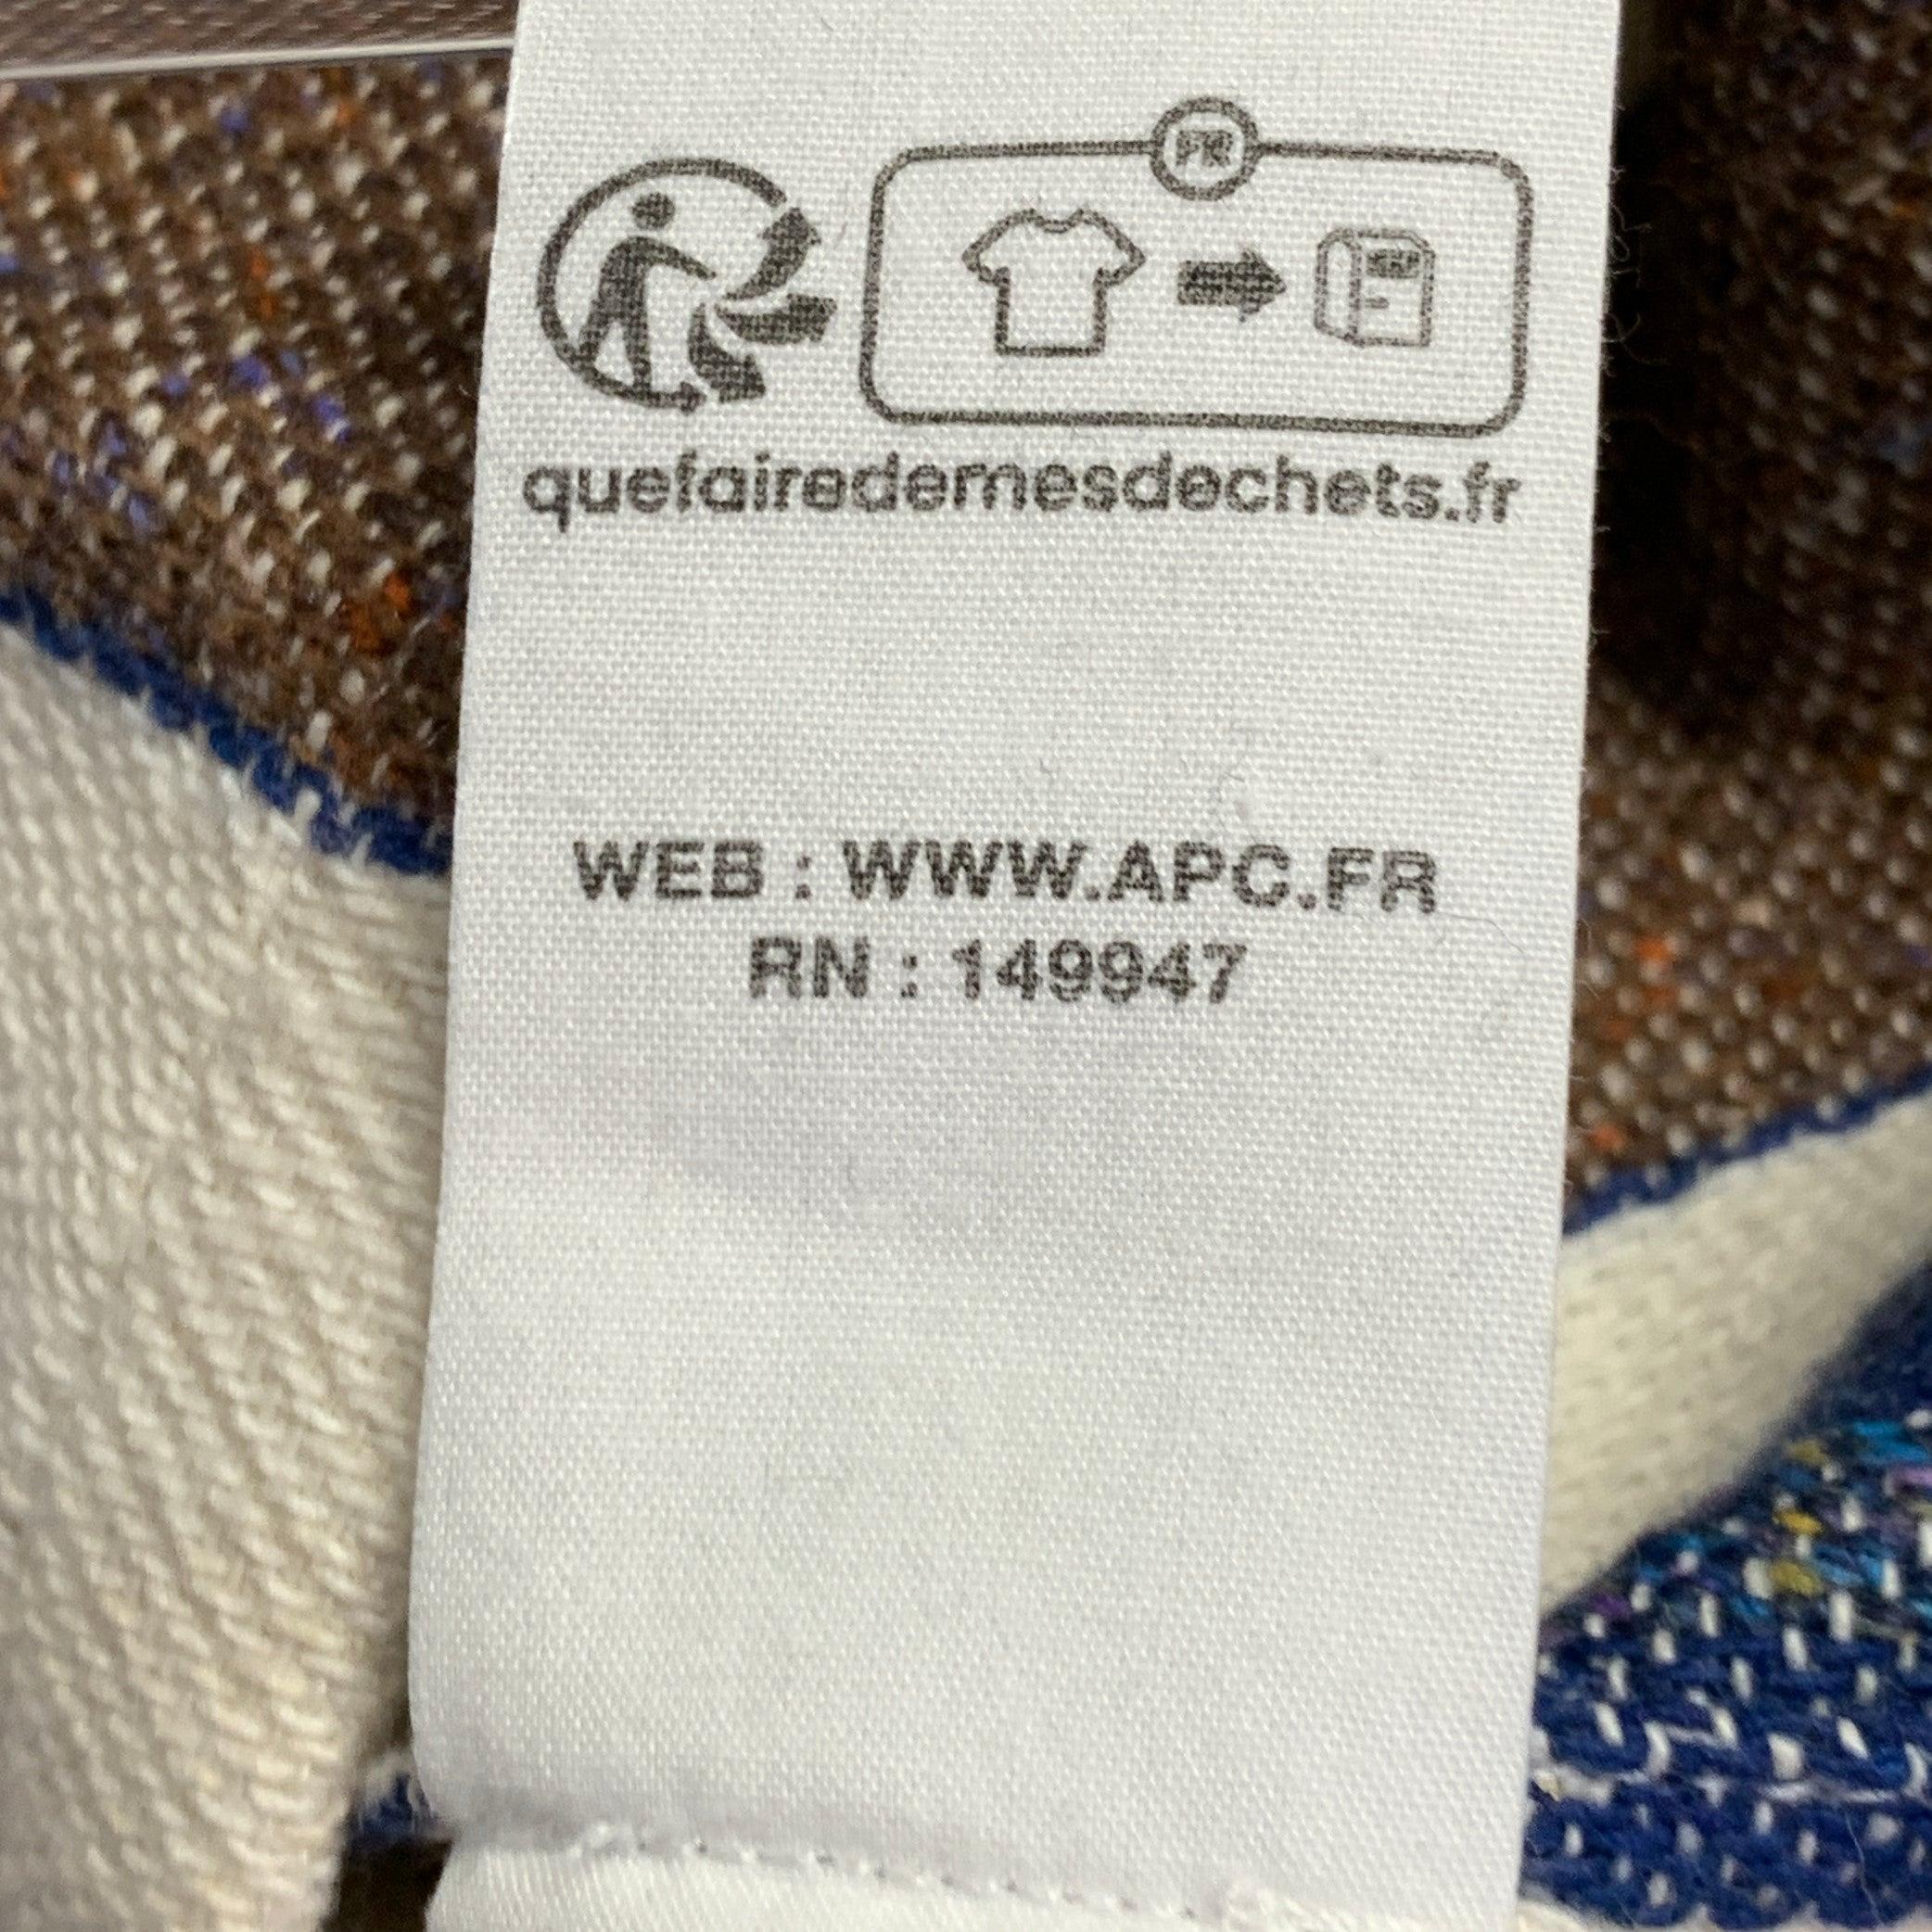 FR
quefairedemesdechets.fr
WEB : WWW.APC.FR
RN : 149947